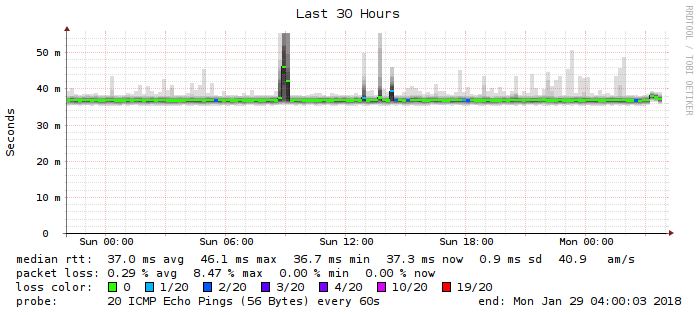 Last 30 Hours
RRDTOOL / TOBI OETIKER
Seconds
50 m
40 m
30 m
20 m
10 m
0
Sun 00:00 Sun 06:00 Sun 12:00 Sun 18:00 Mon 00:00
median rtt: 37.0 ms avg 46.1 ms max 36.7 ms min 37.3 ms now 0.9 ms sd 40.9 am/s
packet loss: 0.29 % avg 8.47 % max 0.00 % min 0.00 % now
loss color: 0 1/20 2/20 3/20 4/20 10/20 19/20
probe: 20 ICMP Echo Pings (56 Bytes) every 60s end: Mon Jan 29 04:00:03 2018